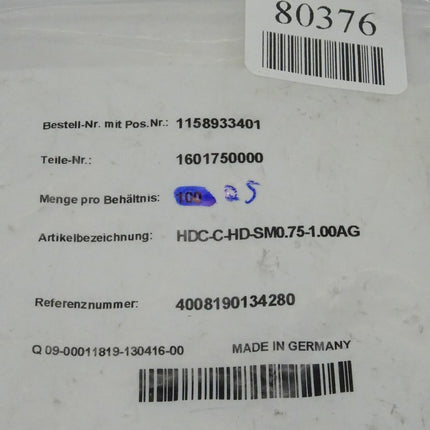 80376
Bestell-Nr. mit Pos.Nr.: 1158933401
Teile-Nr.: 1601750000
Menge pro Behältnis: 100 25
Artikelbezeichnung: HDC-C-HD-SM0.75-1.00AG
Referenznummer: 4008190134280
Q 09-00011819-130416-00 MADE IN GERMANY